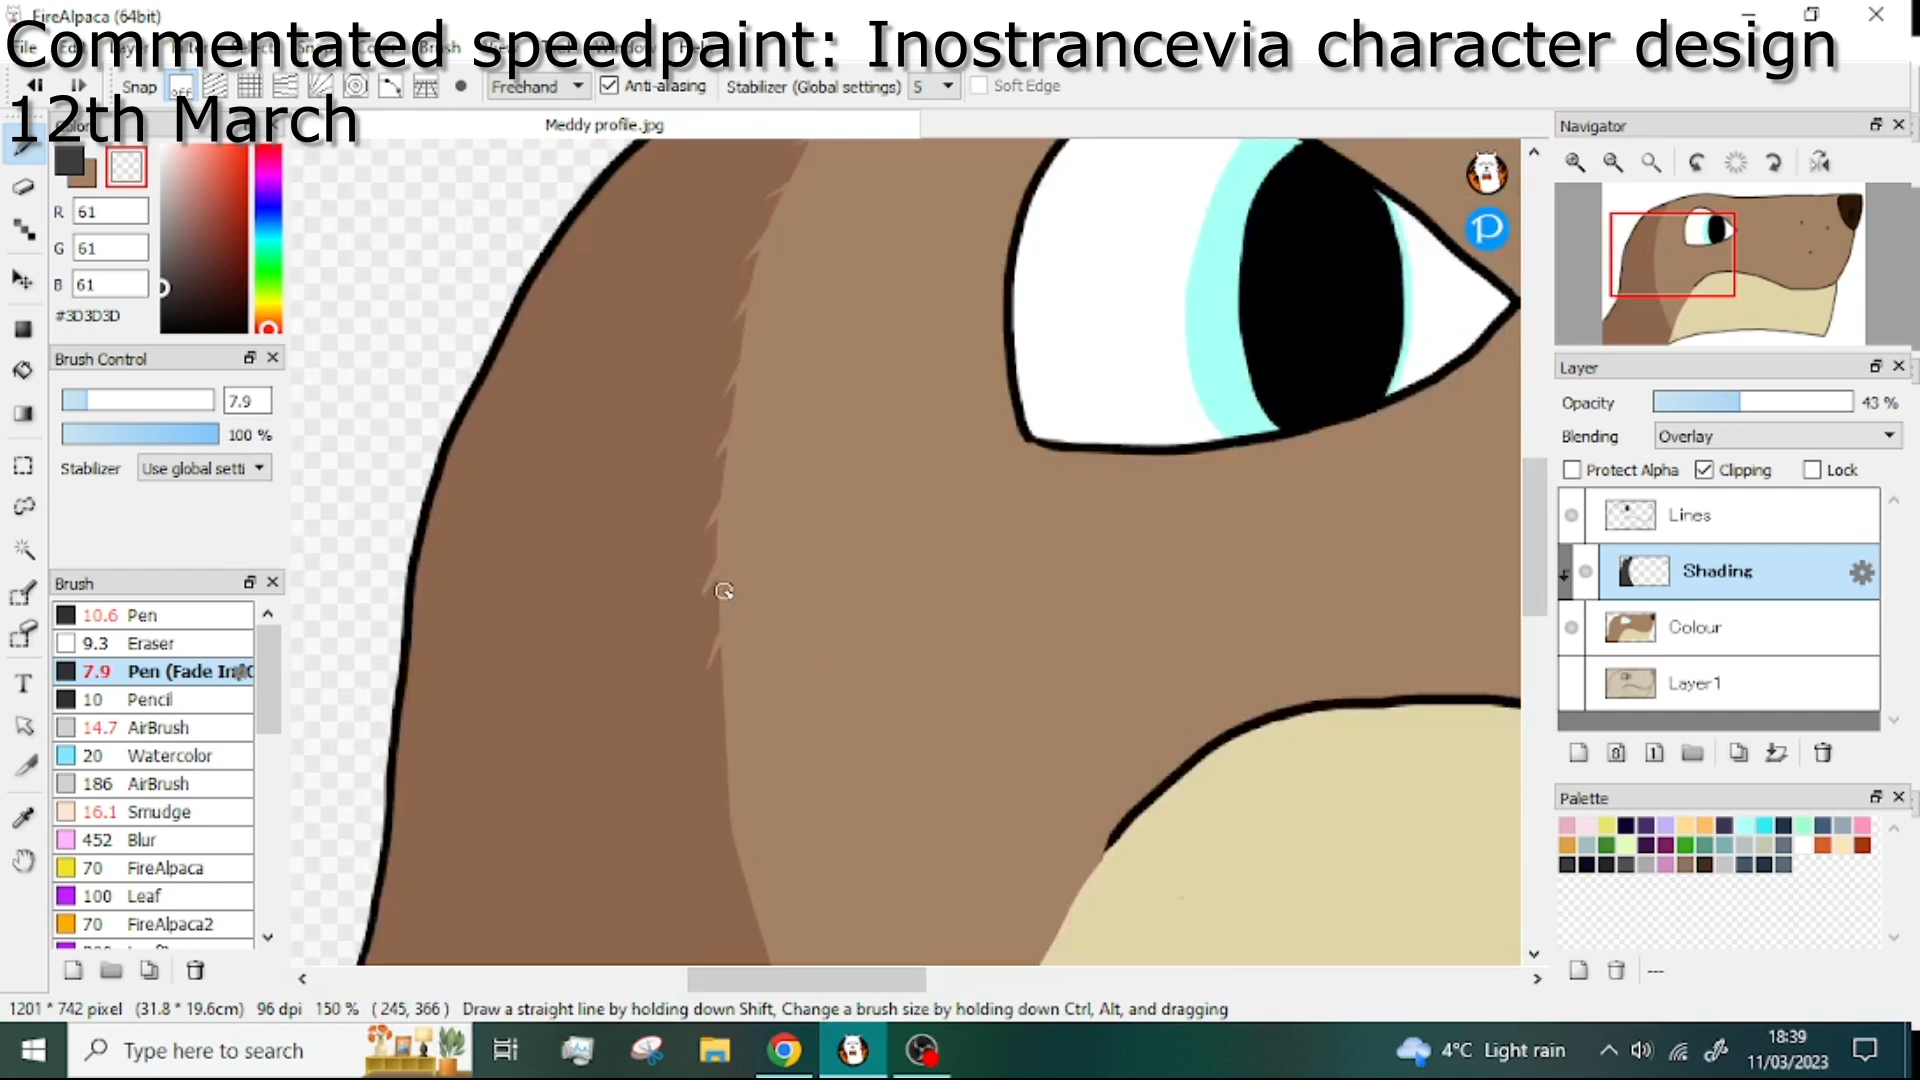 FireAlpaca (64bit)
Commentated speedpaint: Inostrancevia character design
12th March
Snap
off
Freehand
Anti-aliasing
Stabilizer (Global settings)
5
Soft Edge
Meddy profile.jpg
R 61
G 61
B 61
#3D3D3D
Brush Control
7.9
100 %
Stabilizer
Use global setti
Brush
10.6 Pen
9.3 Eraser
7.9 Pen (Fade In
10 Pencil
14.7 AirBrush
20 Watercolor
186 AirBrush
16.1 Smudge
452 Blur
70 FireAlpaca
100 Leaf
70 FireAlpaca2
Navigator
Layer
Opacity
43 %
Blending
Overlay
Protect Alpha
Clipping
Lock
Lines
Shading
Colour
Layer1
8
1
Palette
---
1201 * 742 pixel (31.8 * 19.6cm) 96 dpi 150 % ( 245, 366 ) Draw a straight line by holding down Shift, Change a brush size by holding down Ctrl, Alt, and dragging
Type here to search
4°C Light rain
18:39
11/03/2023